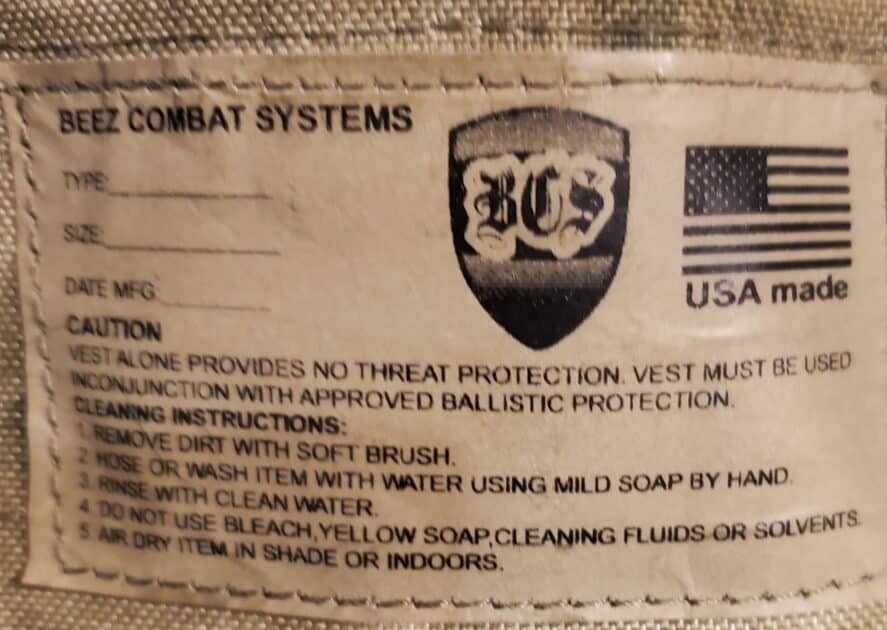 BEEZ COMBAT SYSTEMS
TYPE:
SIZE:
DATE MFG
BCS
USA made
CAUTION
VEST ALONE PROVIDES NO THREAT PROTECTION. VEST MUST BE USED
INCONJUNCTION WITH APPROVED BALLISTIC PROTECTION.
CLEANING INSTRUCTIONS:
1. REMOVE DIRT WITH SOFT BRUSH.
2 HOSE OR WASH ITEM WITH WATER USING MILD SOAP BY HAND.
3. RINSE WITH CLEAN WATER.
4. DO NOT USE BLEACH,YELLOW SOAP,CLEANING FLUIDS OR SOLVENTS.
5. AIR DRY ITEM IN SHADE OR INDOORS.